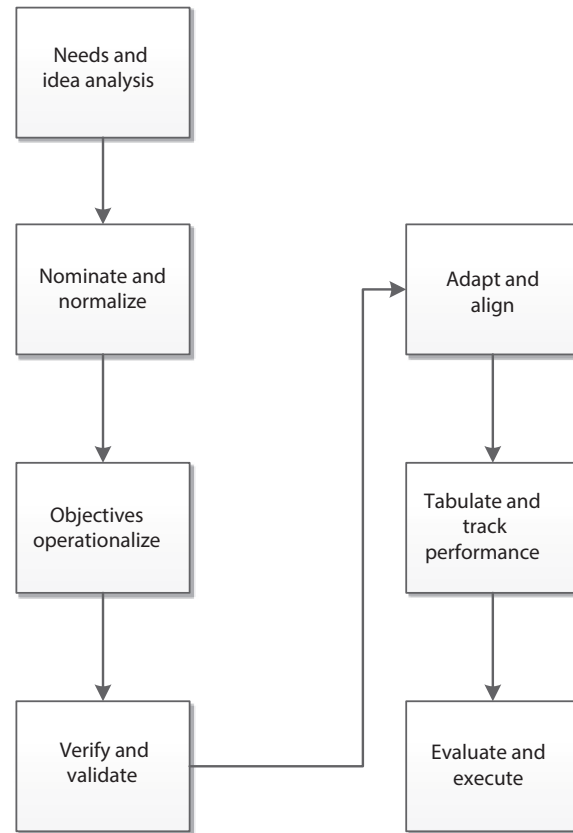 Needs and
idea analysis
Nominate and
normalize
Objectives
operationalize
Verify and
validate
Adapt and
align
Tabulate and
track
performance
Evaluate and
execute